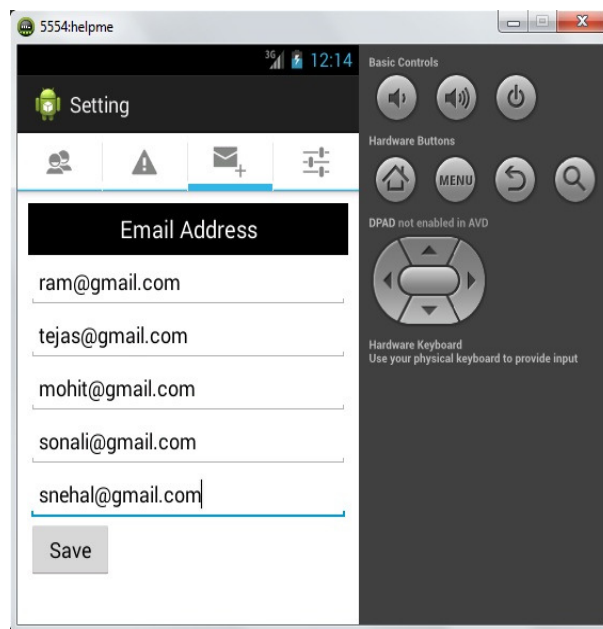 5554:helpme
3G 12:14
Setting
Email Address
ram@gmail.com
tejas@gmail.com
mohit@gmail.com
sonali@gmail.com
snehal@gmail.com
Save
Basic Controls
Hardware Buttons
MENU
DPAD not enabled in AVD
Hardware Keyboard
Use your physical keyboard to provide input